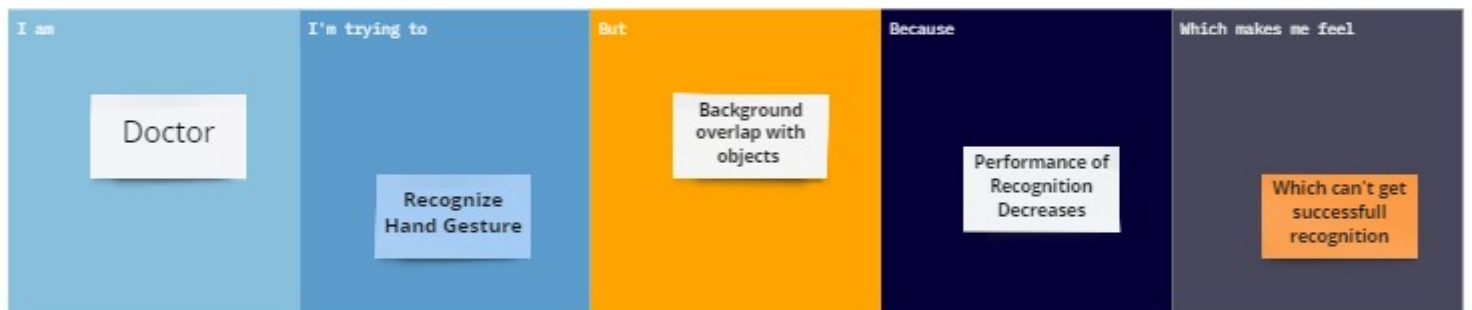 I am
Doctor
I'm trying to
Recognize
Hand Gesture
But
Background
overlap with
objects
Because
Performance of
Recognition
Decreases
Which makes me feel
Which can't get
successfull
recognition